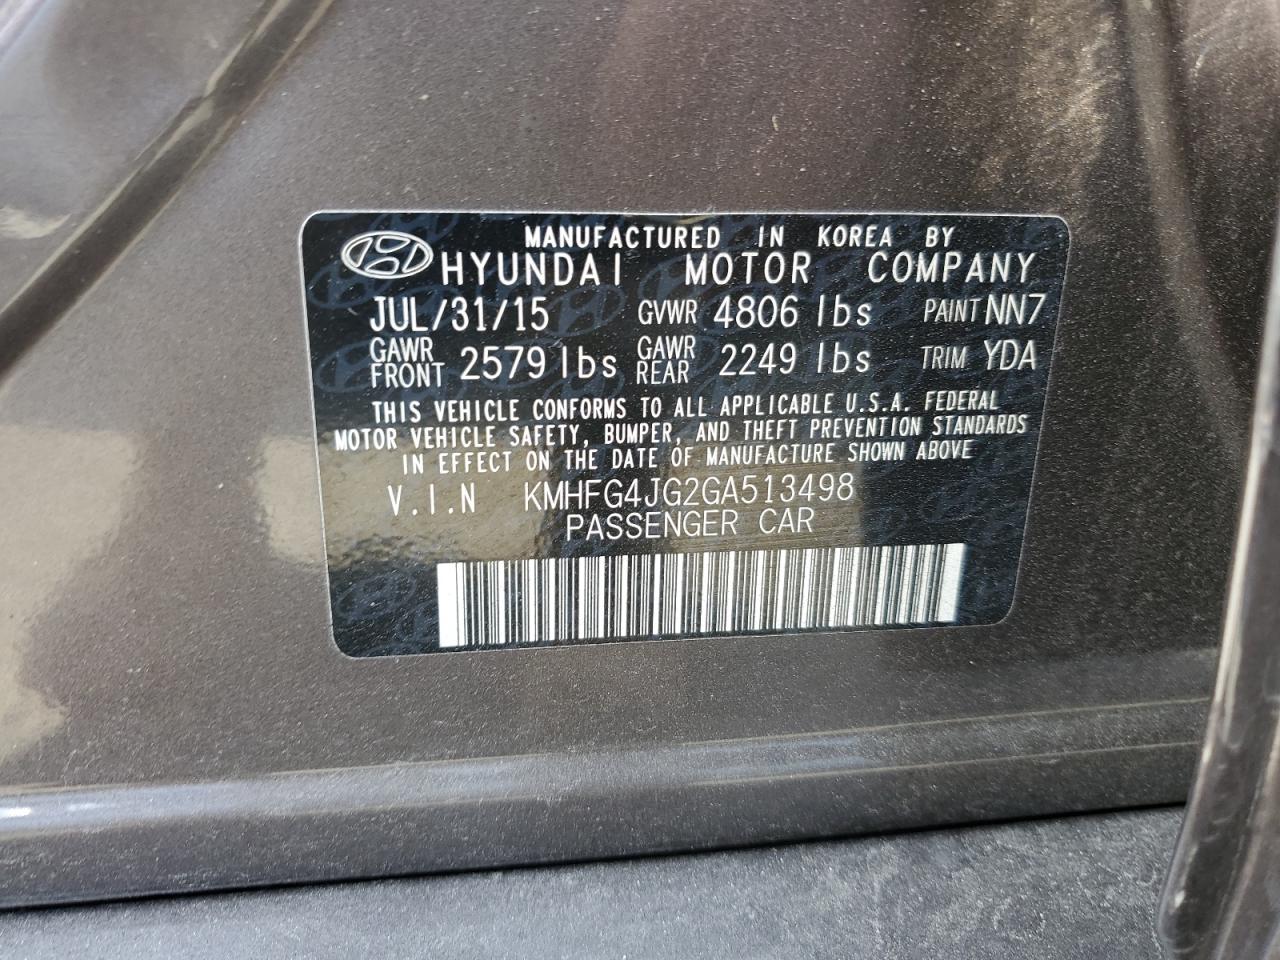 MANUFACTURED IN KOREA BY
HYUNDAI MOTOR COMPANY
JUL/31/15 GVWR 4806 lbs PAINT NN7
GAWR FRONT 2579 lbs GAWR REAR 2249 lbs TRIM YDA
THIS VEHICLE CONFORMS TO ALL APPLICABLE U.S.A. FEDERAL
MOTOR VEHICLE SAFETY, BUMPER, AND THEFT PREVENTION STANDARDS
IN EFFECT ON THE DATE OF MANUFACTURE SHOWN ABOVE
V.I.N KMHFG4JG2GA513498
PASSENGER CAR